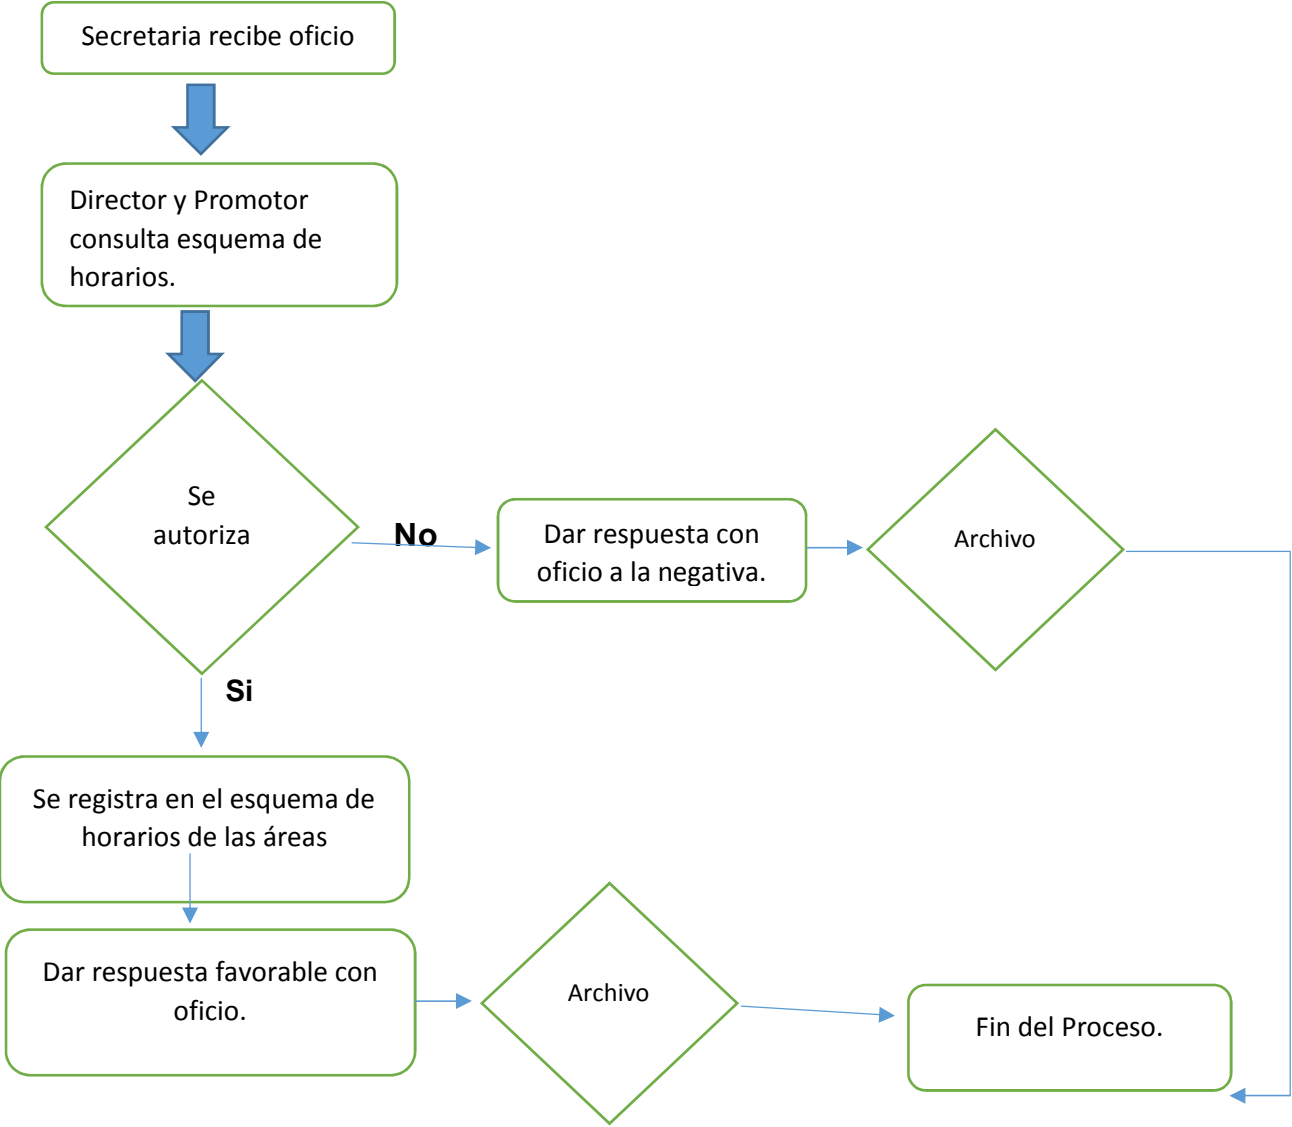 Secretaria recibe oficio
Director y Promotor
consulta esquema de
horarios.
Se
autoriza
No
Dar respuesta con
oficio a la negativa.
Archivo
Si
Se registra en el esquema de
horarios de las áreas
Dar respuesta favorable con
oficio.
Archivo
Fin del Proceso.